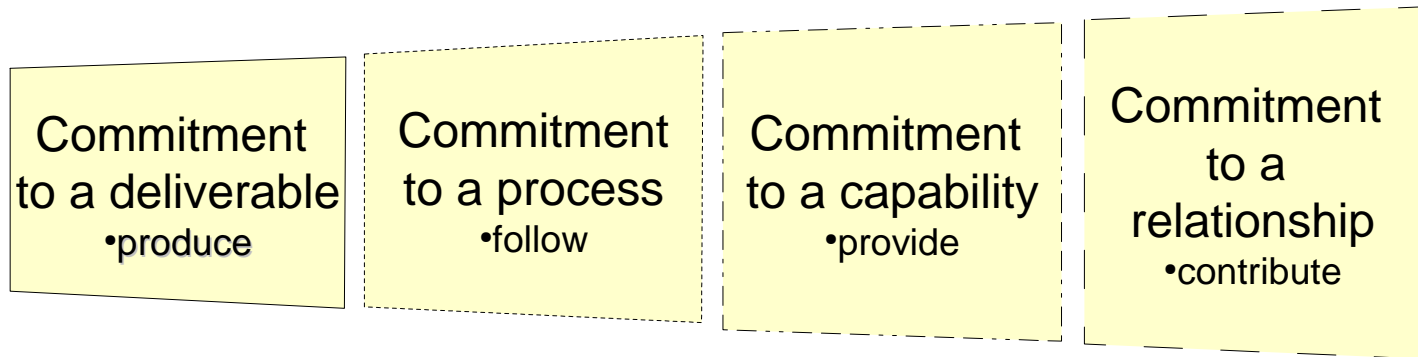 Commitment
to a deliverable
•produce
Commitment
to a process
•follow
Commitment
to a capability
•provide
Commitment
to a
relationship
•contribute